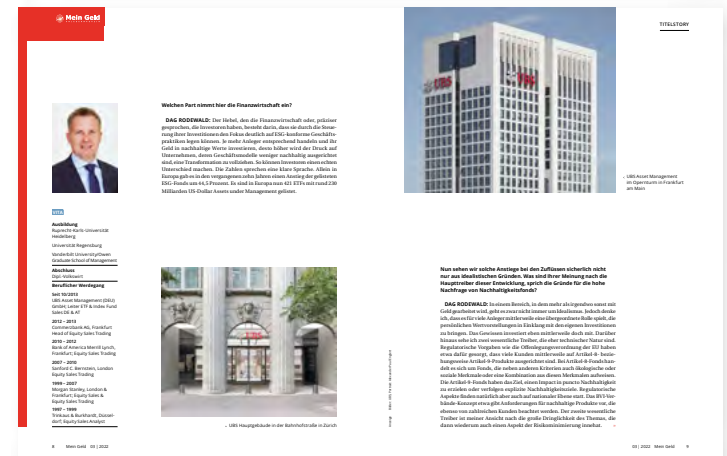 Mein Geld
VITA
Ausbildung
Ruprecht-Karls-Universität
Heidelberg
Universität Regensburg
Vanderbilt University/Owen
Graduate School of Management
Abschluss
Dipl.-Volkswirt
Beruflicher Werdegang
Seit 10/2013
UBS Asset Management (DEU)
GmbH; Leiter ETF & Index Fund
Sales DE & AT
2012 – 2013
Commerzbank AG, Frankfurt
Head of Equity Sales Trading
2010 – 2012
Bank of America Merrill Lynch,
Frankfurt; Equity Sales Trading
2007 – 2010
Sanford C. Bernstein, London
Equity Sales Trading
1999 – 2007
Morgan Stanley, London &
Frankfurt; Equity Sales &
Equity Sales Trading
1997 – 1999
Trinkaus & Burkhardt, Düssel-
dorf; Equity Sales Analyst
8 Mein Geld 03 | 2022
Welchen Part nimmt hier die Finanzwirtschaft ein?
DAG RODEWALD: Der Hebel, den die Finanzwirtschaft oder, präziser
gesprochen, die Investoren haben, besteht darin, dass sie durch die Steue-
rung ihrer Investitionen den Fokus deutlich auf ESG-konforme Geschäfts-
praktiken legen können. Je mehr Anleger entsprechend handeln und ihr
Geld in nachhaltige Werte investieren, desto höher wird der Druck auf
Unternehmen, deren Geschäftsmodelle weniger nachhaltig ausgerichtet
sind, eine Transformation zu vollziehen. So können Investoren einen echten
Unterschied machen. Die Zahlen sprechen eine klare Sprache. Allein in
Europa gab es in den vergangenen zehn Jahren einen Anstieg der gelisteten
ESG-Fonds um 44,5 Prozent. Es sind in Europa nun 421 ETFs mit rund 230
Milliarden US-Dollar Assets under Management gelistet.
UBS
UBS Hauptgebäude in der Bahnhofstraße in Zürich
TITELSTORY
UBS
UBS
UBS Asset Management
im Opernturm in Frankfurt
am Main
Nun sehen wir solche Anstiege bei den Zuflüssen sicherlich nicht
nur aus idealistischen Gründen. Was sind Ihrer Meinung nach die
Haupttreiber dieser Entwicklung, sprich die Gründe für die hohe
Nachfrage von Nachhaltigkeitsfonds?
DAG RODEWALD: In einem Bereich, in dem mehr als irgendwo sonst mit
Geld gearbeitet wird, geht es zwar nicht immer um Idealismus. Jedoch denke
ich, dass es für viele Anleger mittlerweile eine übergeordnete Rolle spielt, die
persönlichen Wertvorstellungen in Einklang mit den eigenen Investitionen
zu bringen. Das Gewissen investiert eben mittlerweile doch mit. Darüber
hinaus sehe ich zwei wesentliche Treiber, die eher technischer Natur sind.
Regulatorische Vorgaben wie die Offenlegungsverordnung der EU haben
etwa dafür gesorgt, dass viele Kunden mittlerweile auf Artikel-8- bezie-
hungsweise Artikel-9-Produkte ausgerichtet sind. Bei Artikel-8-Fonds han-
delt es sich um Fonds, die neben anderen Kriterien auch ökologische oder
soziale Merkmale oder eine Kombination aus diesen Merkmalen aufweisen.
Die Artikel-9-Fonds haben das Ziel, einen Impact in puncto Nachhaltigkeit
zu erzielen oder verfolgen explizite Nachhaltigkeitsziele. Regulatorische
Aspekte finden natürlich aber auch auf nationaler Ebene statt. Das BVI-Ver-
bände-Konzept etwa gibt Anforderungen für nachhaltige Produkte vor, die
ebenso von zahlreichen Kunden beachtet werden. Der zweite wesentliche
Treiber ist meiner Ansicht nach die große Dringlichkeit des Themas, die
dann wiederum auch einen Aspekt der Risikominimierung innehat.
03 | 2022 Mein Geld 9